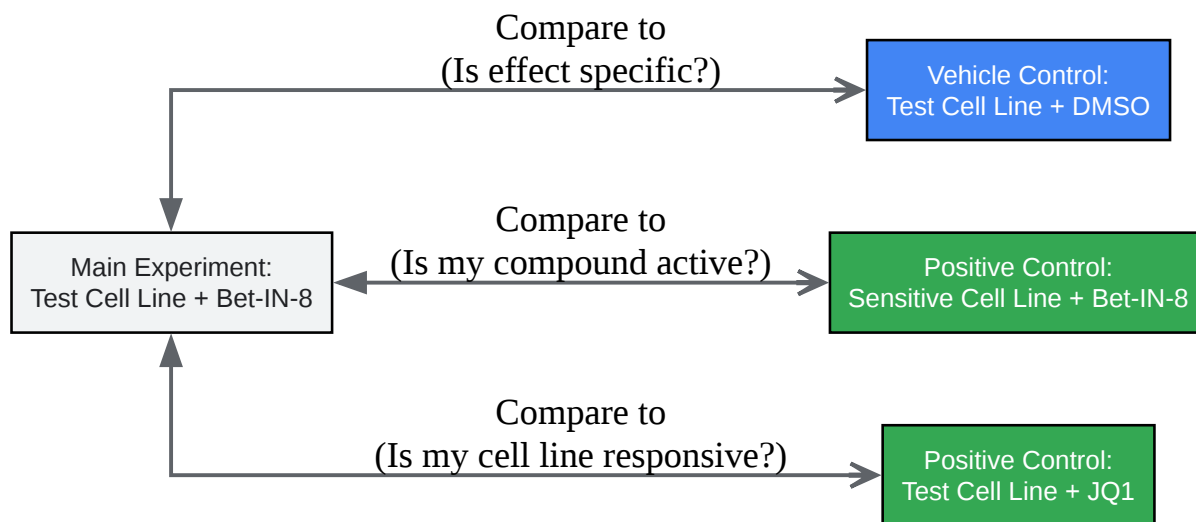 Compare to
(Is effect specific?)
Vehicle Control:
Test Cell Line + DMSO
Main Experiment:
Test Cell Line + Bet-IN-8
Compare to
(Is my compound active?)
Positive Control:
Sensitive Cell Line + Bet-IN-8
Compare to
(Is my cell line responsive?)
Positive Control:
Test Cell Line + JQ1